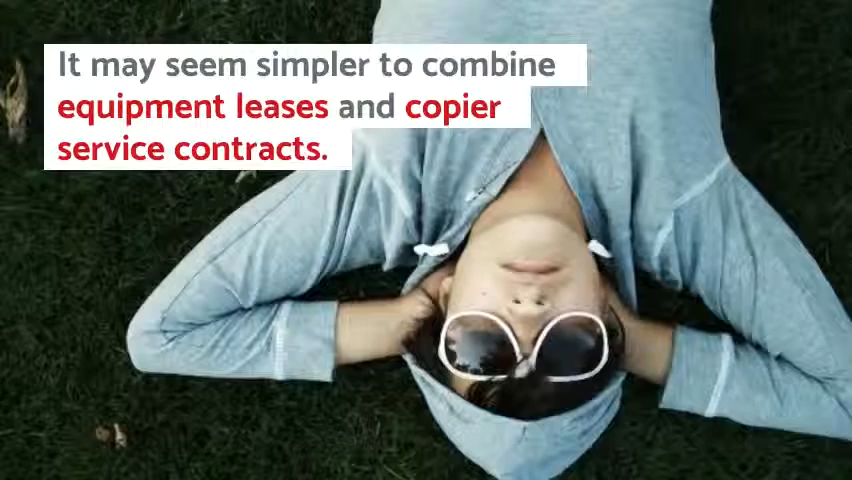 It may seem simpler to combine
equipment leases and copier
service contracts.